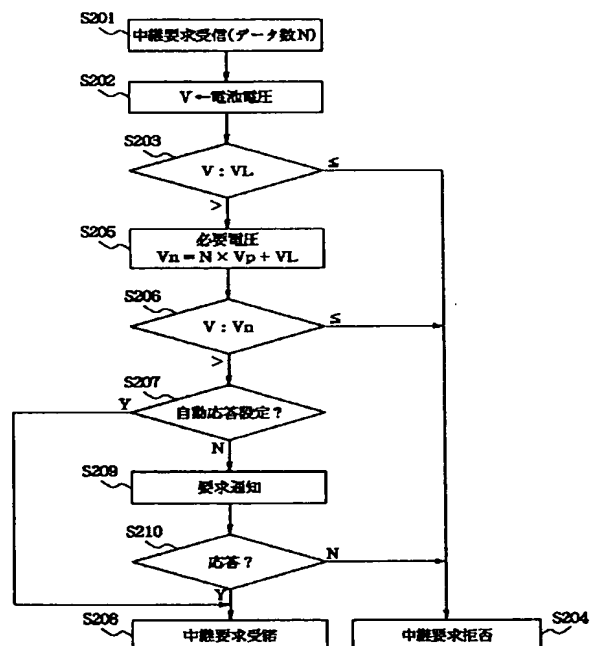 S201
中継要求受信(データ数N)
S202
V←電池電圧
S203
V：VL
≦
＞
S205
必要電圧
Vn＝N×Vp＋VL
S206
V：Vn
≦
＞
S207
Y
自動応答設定？
N
S209
要求通知
S210
応答？
N
Y
S208
中継要求受諾
S204
中継要求拒否